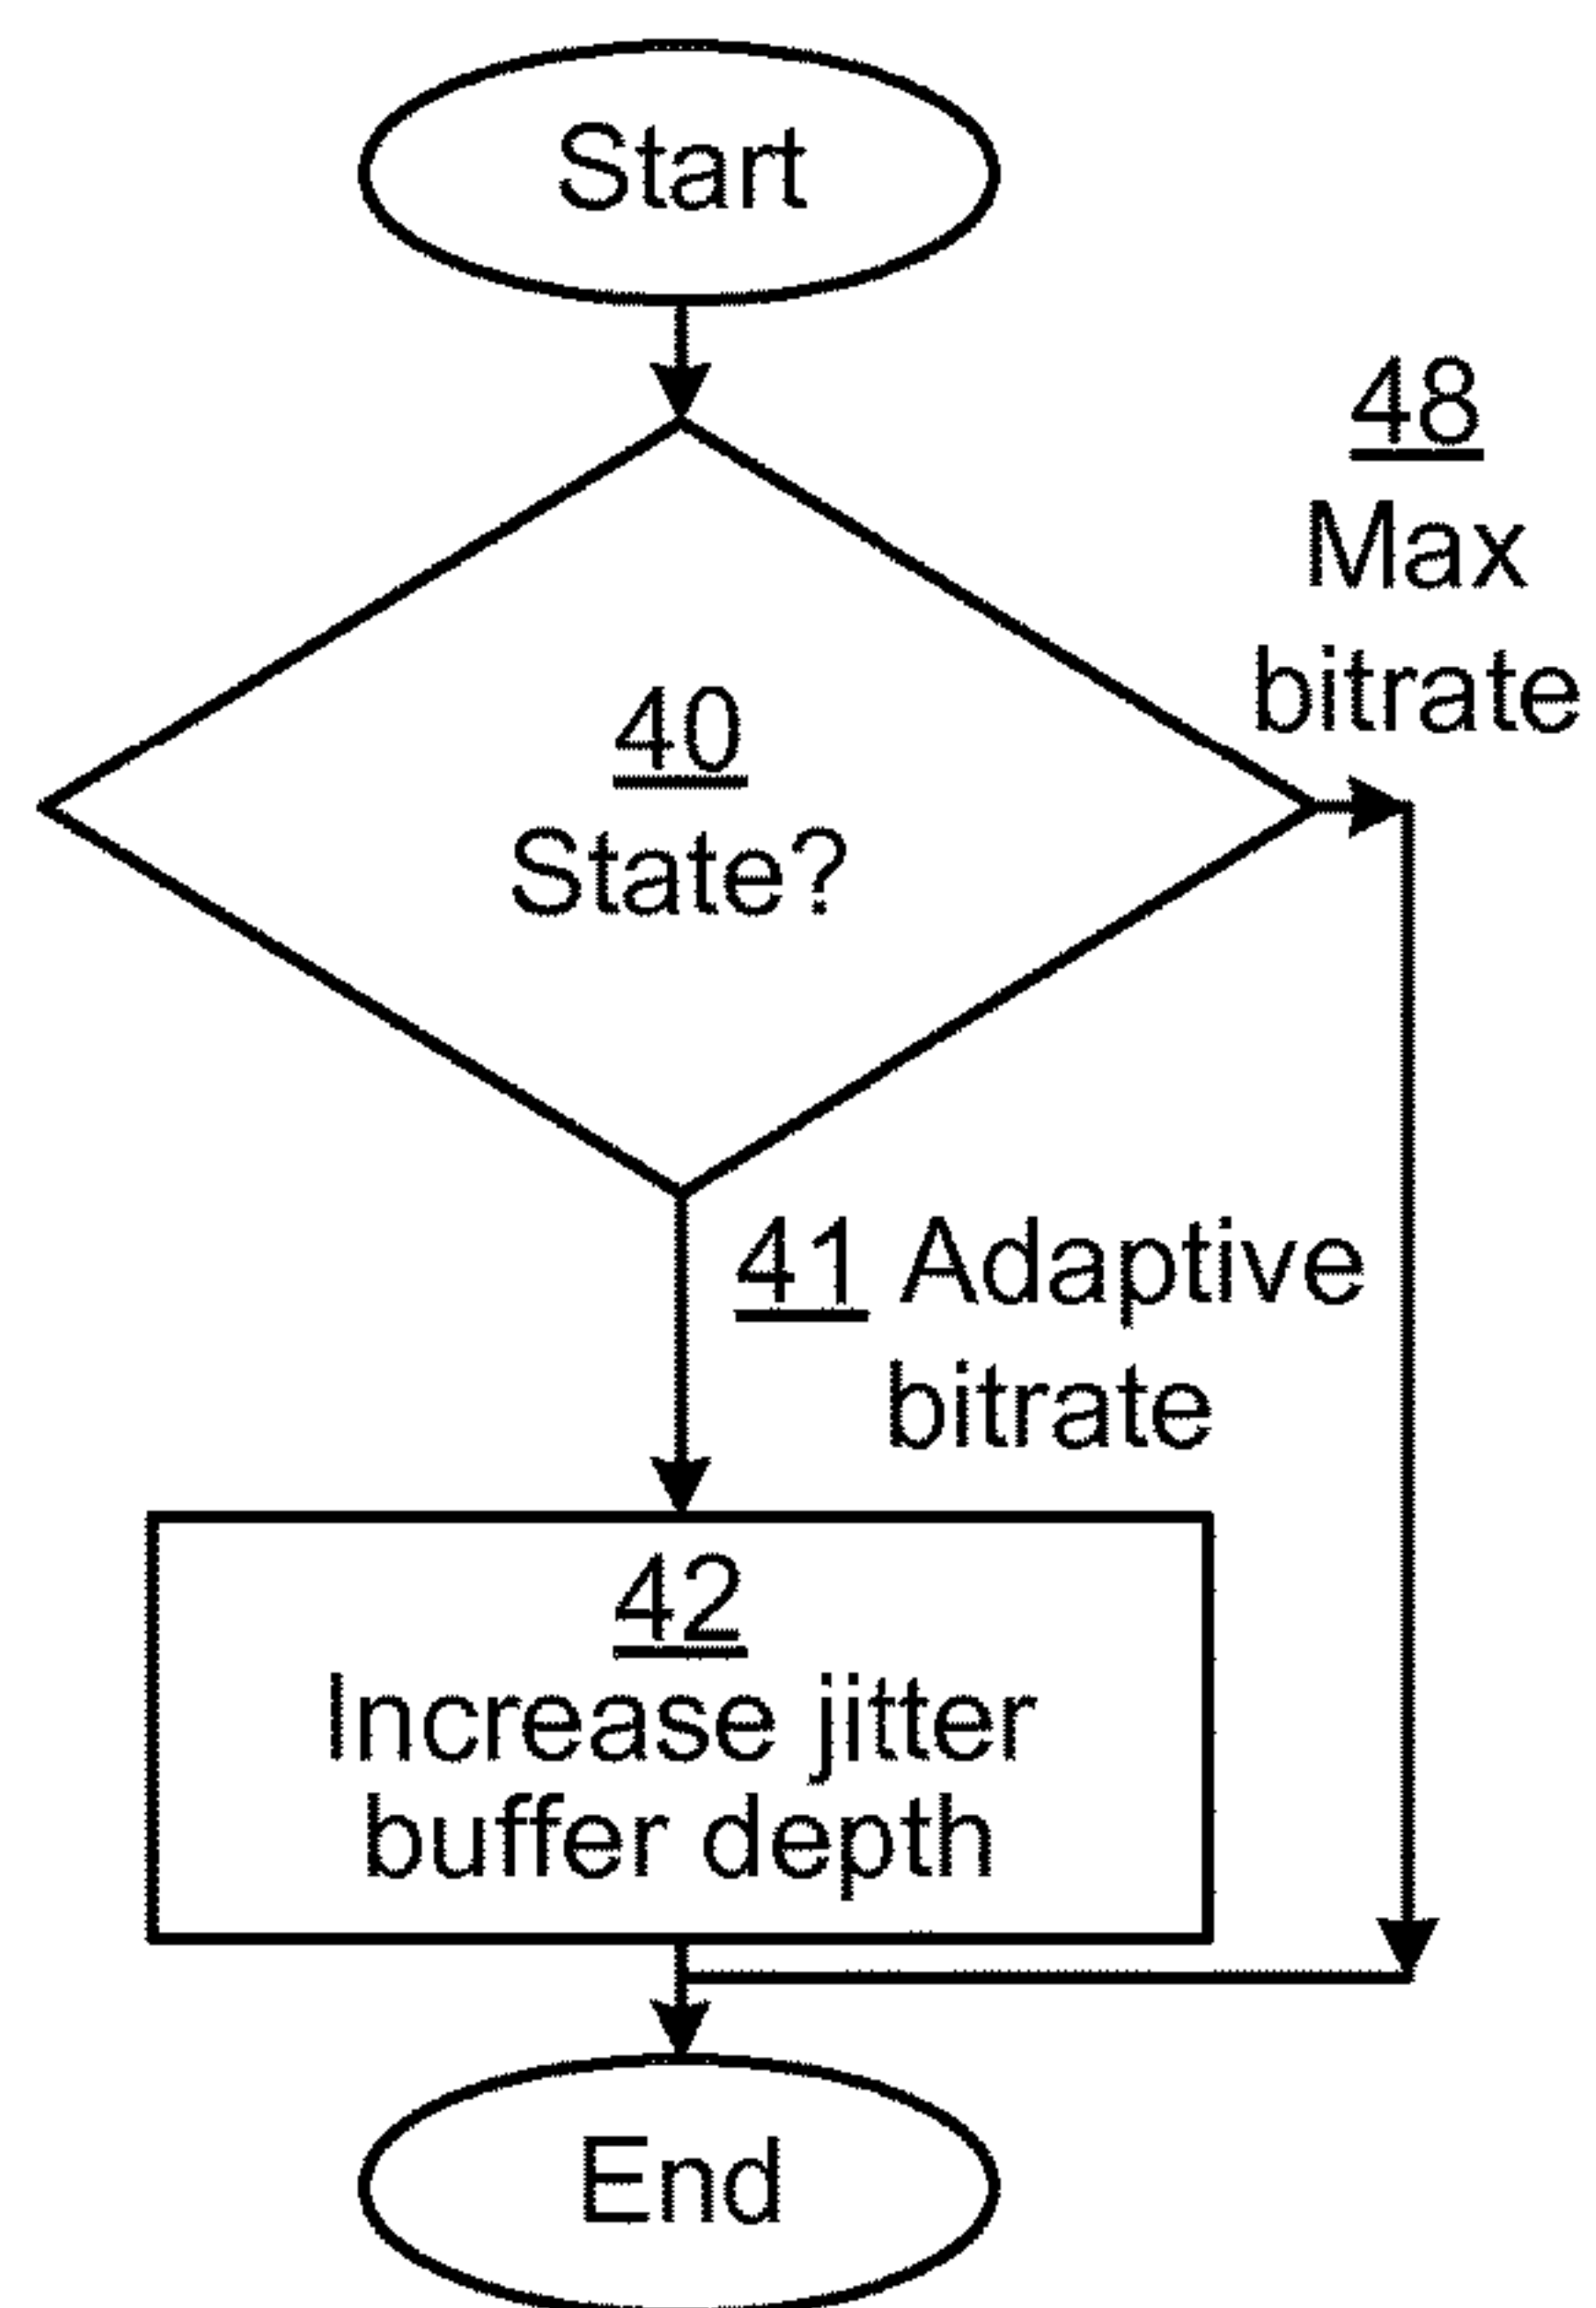 Start
48
Max
bitrate
40
State?
41 Adaptive
bitrate
42
Increase jitter
buffer depth
End